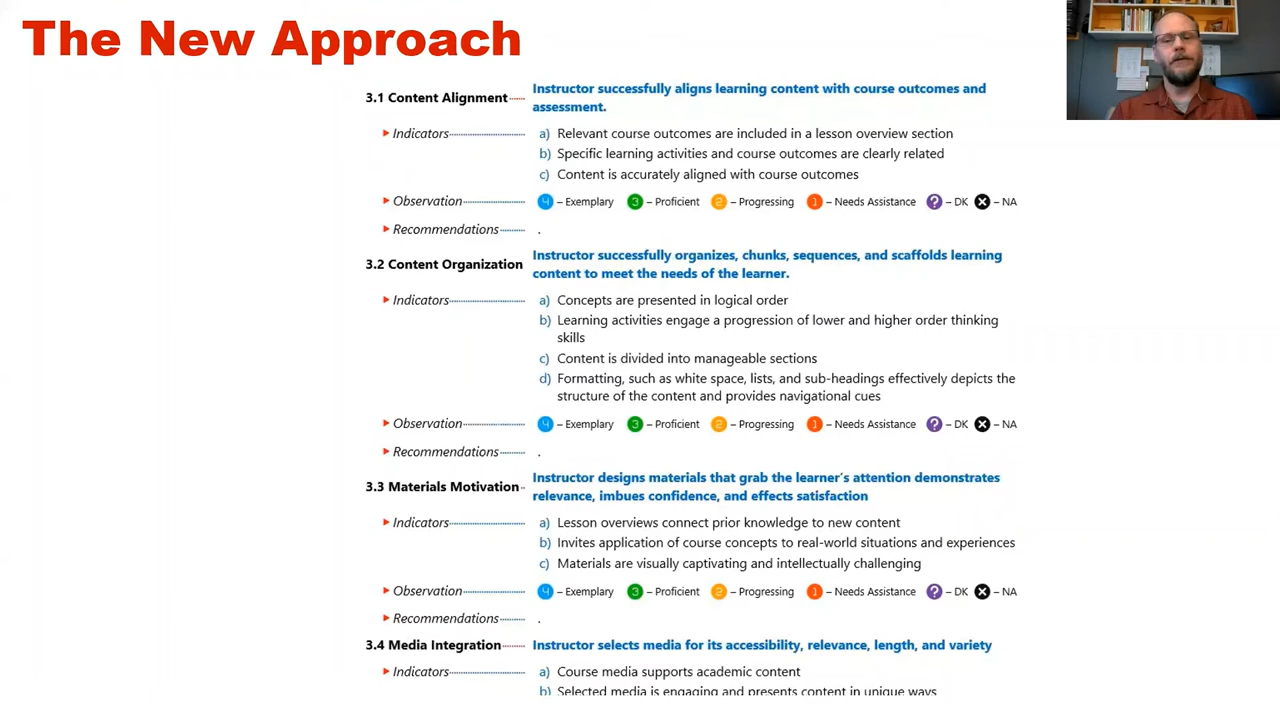 The New Approach
3.1 Content Alignment
Instructor successfully aligns learning content with course outcomes and
assessment.
Indicators
a) Relevant course outcomes are included in a lesson overview section
b) Specific learning activities and course outcomes are clearly related
c) Content is accurately aligned with course outcomes
Observation 4 – Exemplary 3 – Proficient 2 – Progressing 1 – Needs Assistance ? – DK X – NA
Recommendations .
3.2 Content Organization
Instructor successfully organizes, chunks, sequences, and scaffolds learning
content to meet the needs of the learner.
Indicators
a) Concepts are presented in logical order
b) Learning activities engage a progression of lower and higher order thinking
skills
c) Content is divided into manageable sections
d) Formatting, such as white space, lists, and sub-headings effectively depicts the
structure of the content and provides navigational cues
Observation 4 – Exemplary 3 – Proficient 2 – Progressing 1 – Needs Assistance ? – DK X – NA
Recommendations .
3.3 Materials Motivation
Instructor designs materials that grab the learner's attention demonstrates
relevance, imbues confidence, and effects satisfaction
Indicators
a) Lesson overviews connect prior knowledge to new content
b) Invites application of course concepts to real-world situations and experiences
c) Materials are visually captivating and intellectually challenging
Observation 4 – Exemplary 3 – Proficient 2 – Progressing 1 – Needs Assistance ? – DK X – NA
Recommendations .
3.4 Media Integration
Instructor selects media for its accessibility, relevance, length, and variety
Indicators
a) Course media supports academic content
b) Selected media is engaging and presents content in unique ways